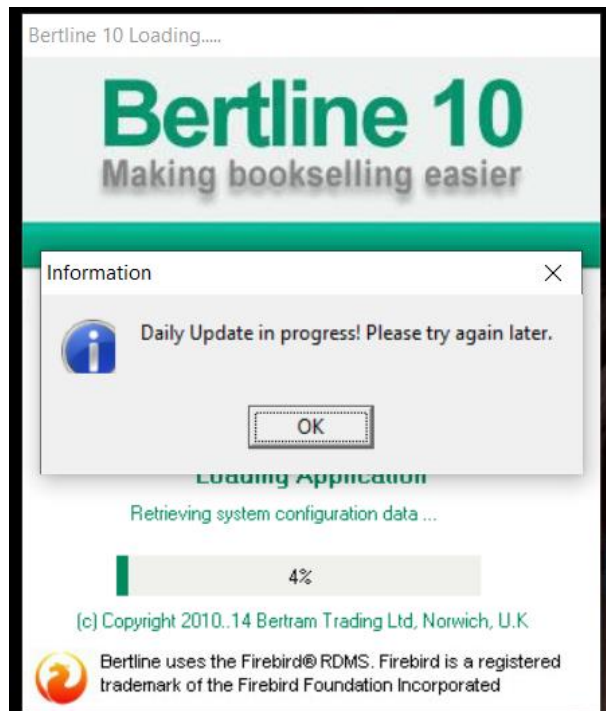 Bertline 10 Loading.....
Bertline 10
Making bookselling easier
Information
Daily Update in progress! Please try again later.
OK
Loading Application
Retrieving system configuration data ...
4%
(c) Copyright 2010..14 Bertram Trading Ltd, Norwich, U.K
Bertline uses the Firebird® RDMS. Firebird is a registered
trademark of the Firebird Foundation Incorporated